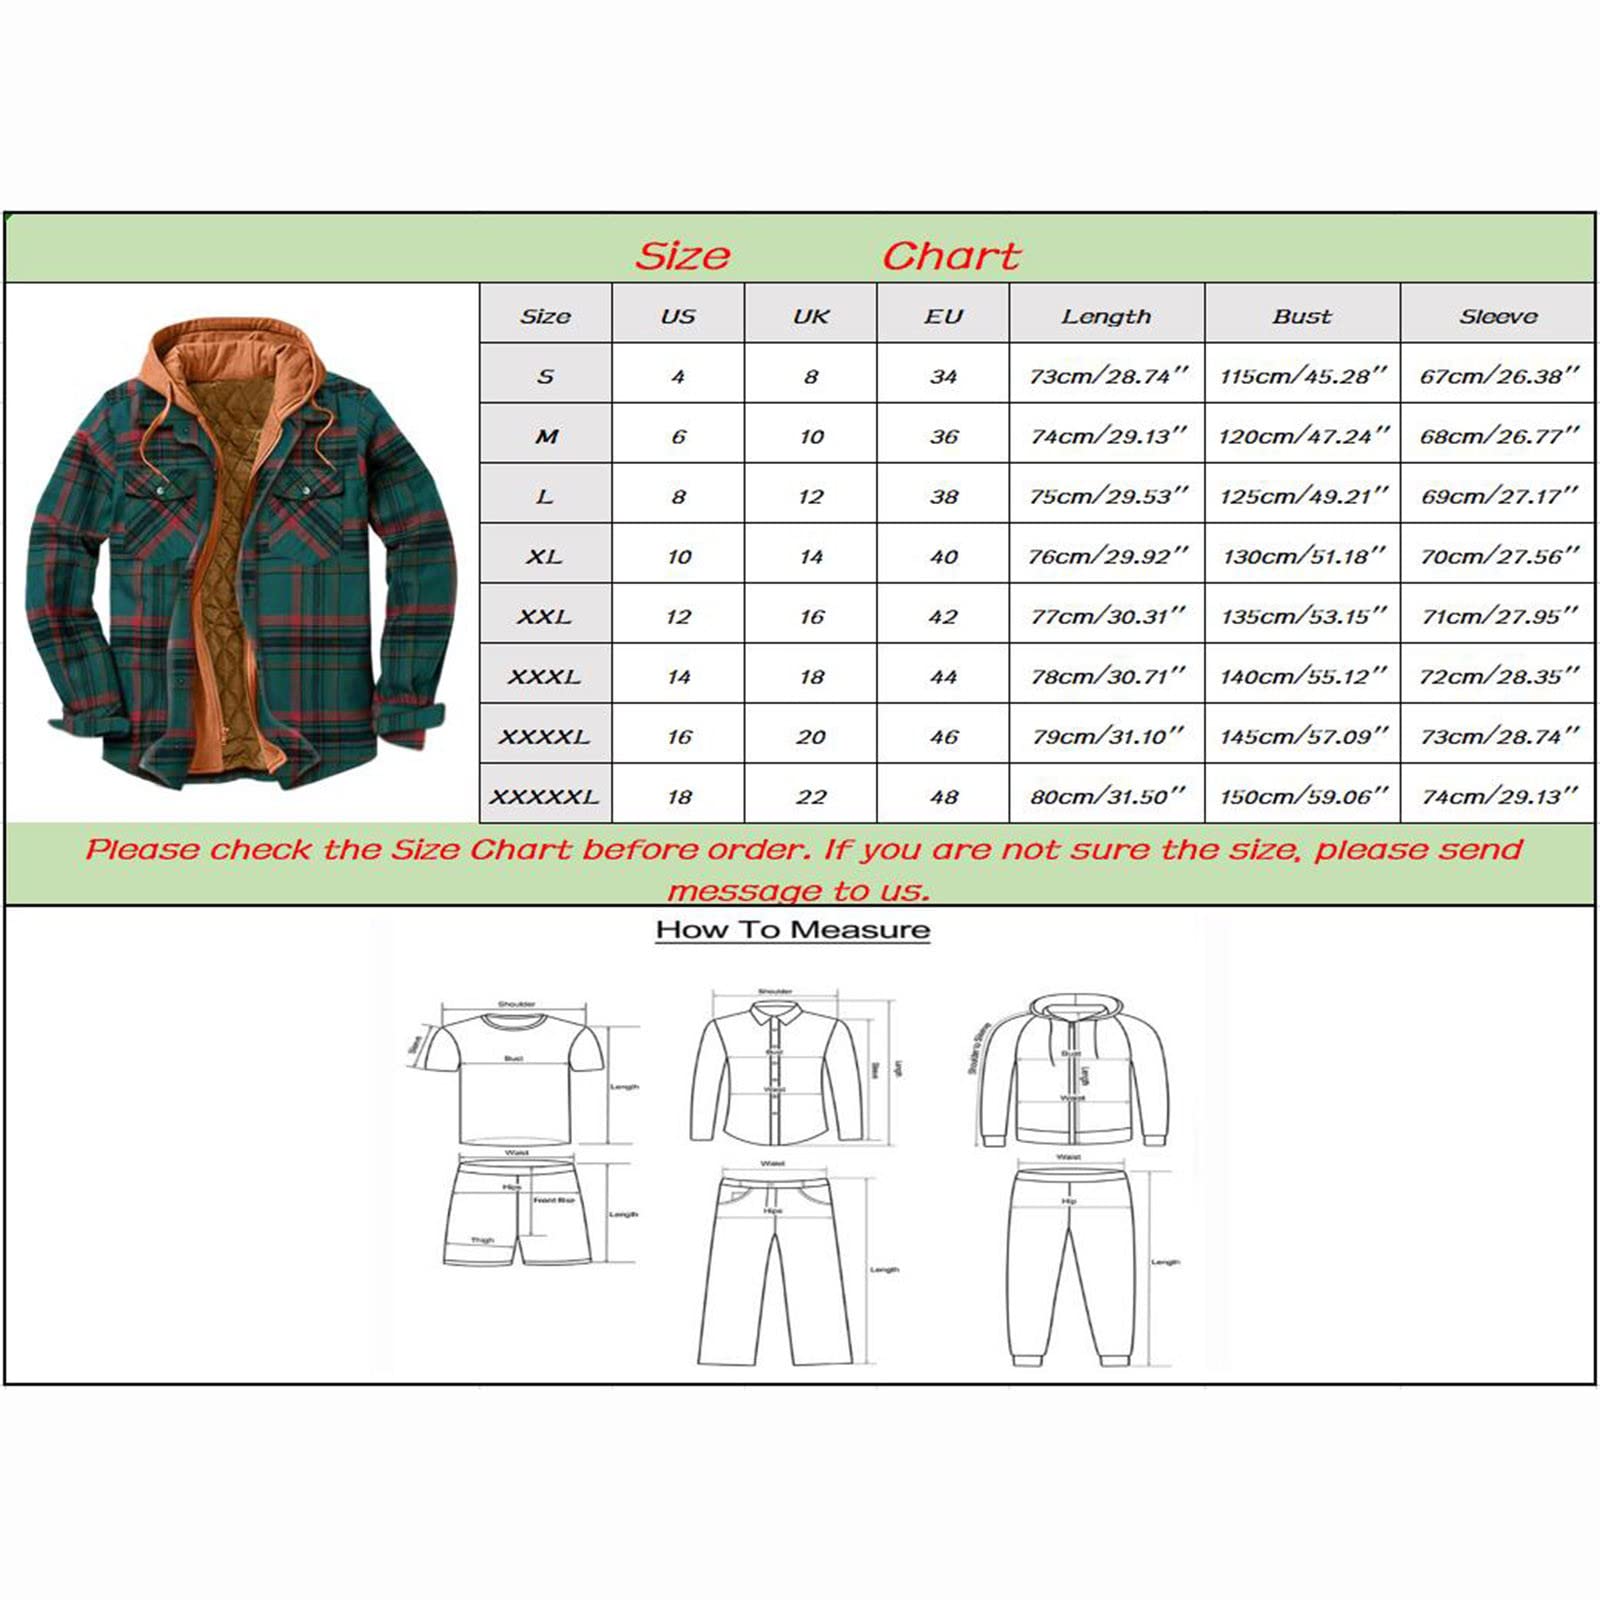 Size Chart
Size US UK EU Length Bust Sleeve
S 4 8 34 73cm/28.74'' 115cm/45.28'' 67cm/26.38''
M 6 10 36 74cm/29.13'' 120cm/47.24'' 68cm/26.77''
L 8 12 38 75cm/29.53'' 125cm/49.21'' 69cm/27.17''
XL 10 14 40 76cm/29.92'' 130cm/51.18'' 70cm/27.56''
XXL 12 16 42 77cm/30.31'' 135cm/53.15'' 71cm/27.95''
XXXL 14 18 44 78cm/30.71'' 140cm/55.12'' 72cm/28.35''
XXXXL 16 20 46 79cm/31.10'' 145cm/57.09'' 73cm/28.74''
XXXXXL 18 22 48 80cm/31.50'' 150cm/59.06'' 74cm/29.13''
Please check the Size Chart before order. If you are not sure the size, please send
message to us.
How To Measure
Shoulder
Sleeve
Bust
Length
Waist
Hips
Front Rise
Thigh
Length
Shoulder
Bust
Waist
Sleeve
Length
Waist
Hips
Length
Shoulder to Sleeve
Bust
Length
Waist
Waist
Hip
Length